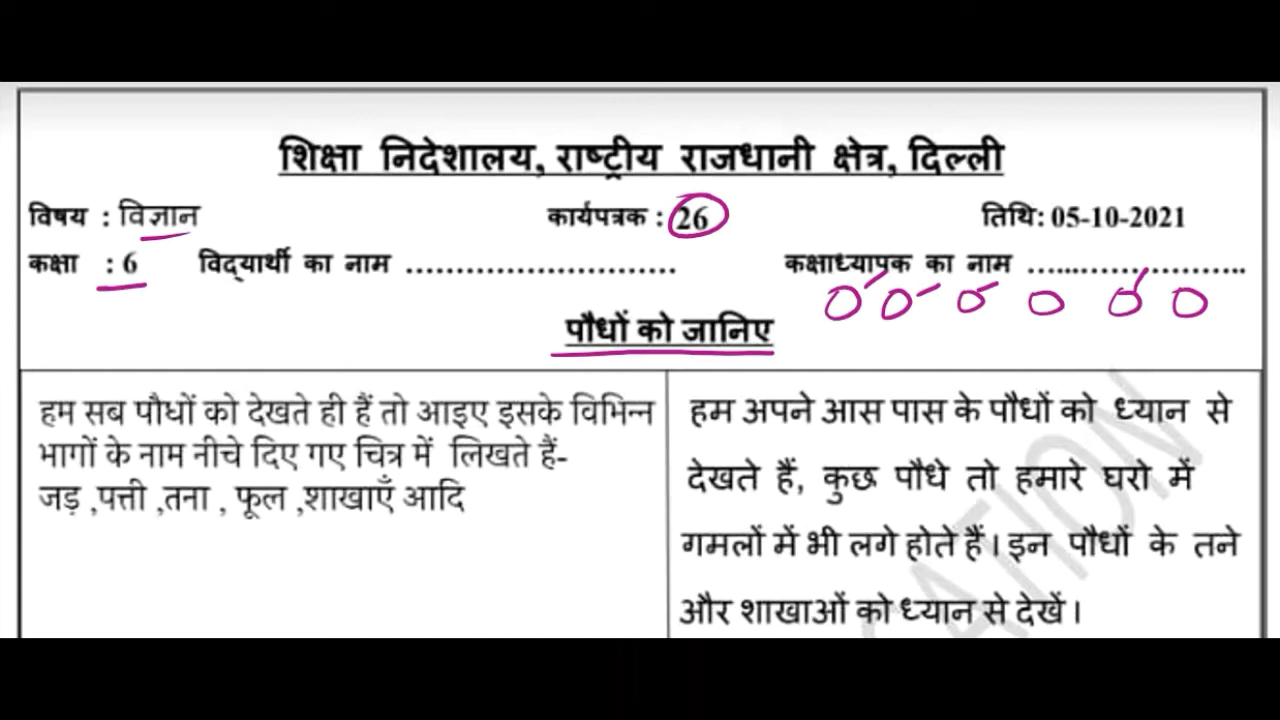 शिक्षा निदेशालय, राष्ट्रीय राजधानी क्षेत्र, दिल्ली
विषय : विज्ञान कार्यपत्रक : 26 तिथि: 05-10-2021
कक्षा : 6 विद्यार्थी का नाम ................................ कक्षाध्यापक का नाम ..........................
पौधों को जानिए
हम सब पौधों को देखते ही हैं तो आइए इसके विभिन्न
भागों के नाम नीचे दिए गए चित्र में लिखते हैं-
जड़ ,पत्ती ,तना , फूल ,शाखाएँ आदि
हम अपने आस पास के पौधों को ध्यान से
देखते हैं, कुछ पौधे तो हमारे घरो में
गमलों में भी लगे होते हैं। इन पौधों के तने
और शाखाओं को ध्यान से देखें।